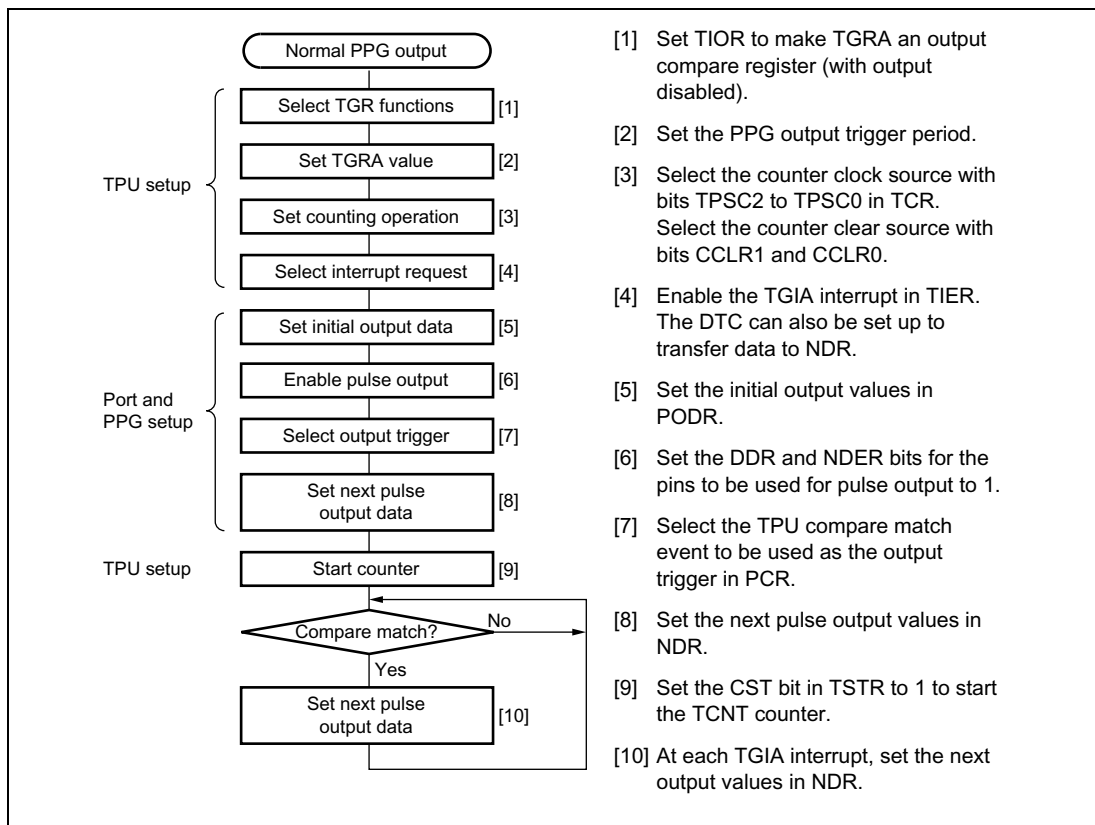 Normal PPG output
Select TGR functions [1]
Set TGRA value [2]
TPU setup
Set counting operation [3]
Select interrupt request [4]
Set initial output data [5]
Enable pulse output [6]
Port and
PPG setup
Select output trigger [7]
Set next pulse
output data
[8]
TPU setup
Start counter [9]
Compare match?
No
Yes
Set next pulse
output data
[10]
[1] Set TIOR to make TGRA an output
compare register (with output
disabled).
[2] Set the PPG output trigger period.
[3] Select the counter clock source with
bits TPSC2 to TPSC0 in TCR.
Select the counter clear source with
bits CCLR1 and CCLR0.
[4] Enable the TGIA interrupt in TIER.
The DTC can also be set up to
transfer data to NDR.
[5] Set the initial output values in
PODR.
[6] Set the DDR and NDER bits for the
pins to be used for pulse output to 1.
[7] Select the TPU compare match
event to be used as the output
trigger in PCR.
[8] Set the next pulse output values in
NDR.
[9] Set the CST bit in TSTR to 1 to start
the TCNT counter.
[10] At each TGIA interrupt, set the next
output values in NDR.